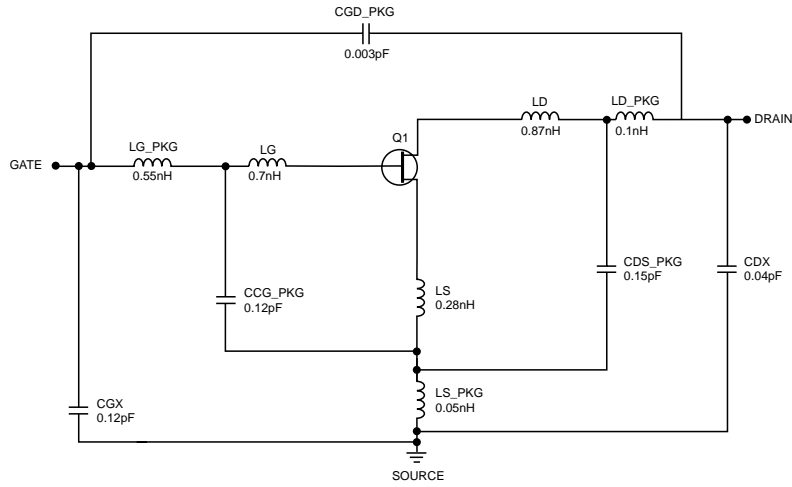 CGD_PKG
0.003pF
LD
LD_PKG
0.87nH
0.1nH
DRAIN
Q1
LG_PKG
LG
GATE
0.55nH
0.7nH
CDS_PKG
0.15pF
CDX
0.04pF
CCG_PKG
0.12pF
LS
0.28nH
LS_PKG
0.05nH
CGX
0.12pF
SOURCE